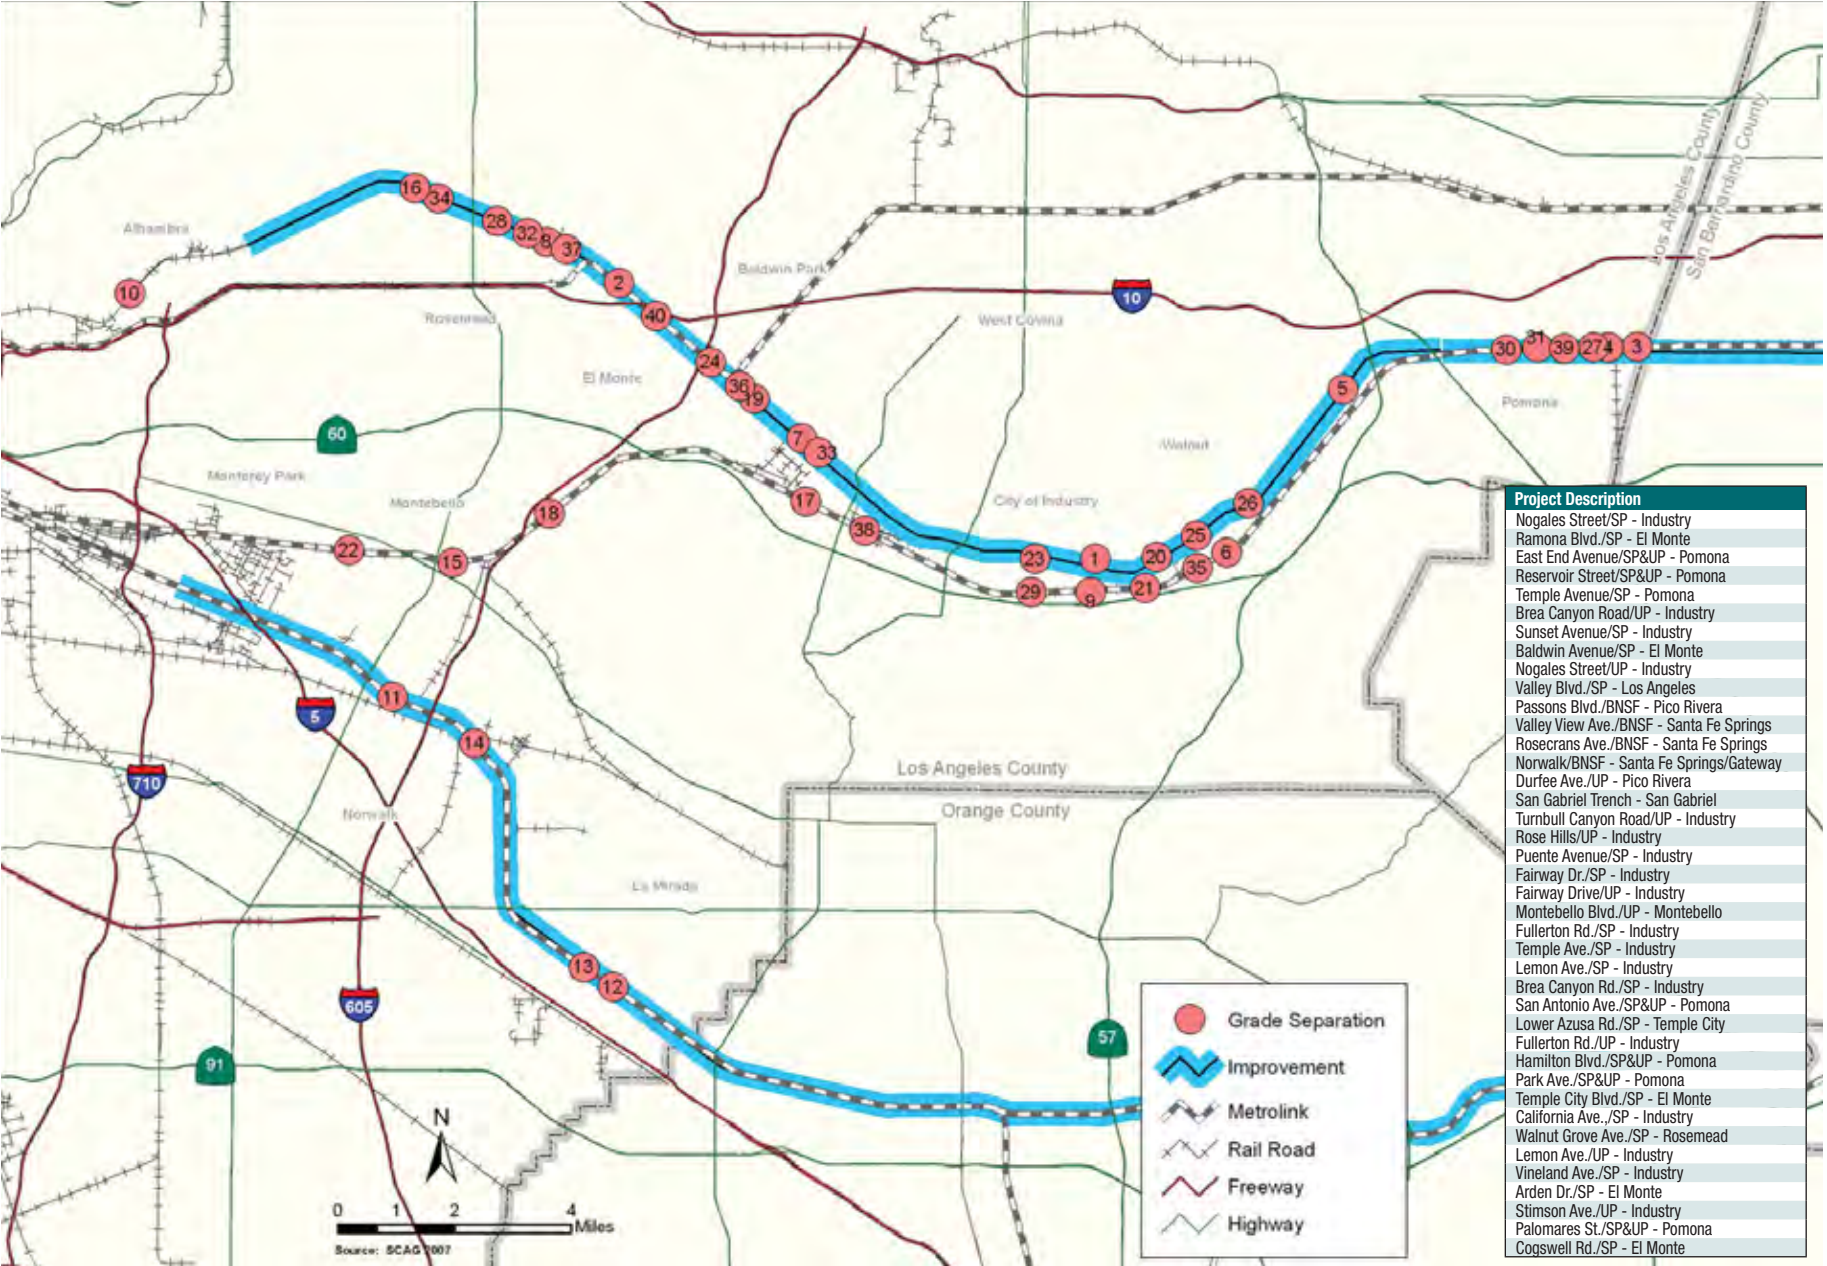 Los Angeles County
San Bernardino County
16
34
28
32
8
37
Alhambra
10
2
Baldwin Park
10
40
Rosemead
West Covina
24
El Monte
36
19
30
31
39
27
4
3
5
Pomona
60
7
33
Walnut
Monterey Park
Montebello
17
City of Industry
26
18
38
25
22
15
23
1
20
6
35
29
9
21
11
5
14
710
Los Angeles County
Orange County
Norwalk
La Mirada
13
12
605
57
91
N
0 1 2 4
Miles
Source: SCAG 2007
Grade Separation
Improvement
Metrolink
Rail Road
Freeway
Highway
Project Description
Nogales Street/SP - Industry
Ramona Blvd./SP - El Monte
East End Avenue/SP&UP - Pomona
Reservoir Street/SP&UP - Pomona
Temple Avenue/SP - Pomona
Brea Canyon Road/UP - Industry
Sunset Avenue/SP - Industry
Baldwin Avenue/SP - El Monte
Nogales Street/UP - Industry
Valley Blvd./SP - Los Angeles
Passons Blvd./BNSF - Pico Rivera
Valley View Ave./BNSF - Santa Fe Springs
Rosecrans Ave./BNSF - Santa Fe Springs
Norwalk/BNSF - Santa Fe Springs/Gateway
Durfee Ave./UP - Pico Rivera
San Gabriel Trench - San Gabriel
Turnbull Canyon Road/UP - Industry
Rose Hills/UP - Industry
Puente Avenue/SP - Industry
Fairway Dr./SP - Industry
Fairway Drive/UP - Industry
Montebello Blvd./UP - Montebello
Fullerton Rd./SP - Industry
Temple Ave./SP - Industry
Lemon Ave./SP - Industry
Brea Canyon Rd./SP - Industry
San Antonio Ave./SP&UP - Pomona
Lower Azusa Rd./SP - Temple City
Fullerton Rd./UP - Industry
Hamilton Blvd./SP&UP - Pomona
Park Ave./SP&UP - Pomona
Temple City Blvd./SP - El Monte
California Ave.,/SP - Industry
Walnut Grove Ave./SP - Rosemead
Lemon Ave./UP - Industry
Vineland Ave./SP - Industry
Arden Dr./SP - El Monte
Stimson Ave./UP - Industry
Palomares St./SP&UP - Pomona
Cogswell Rd./SP - El Monte